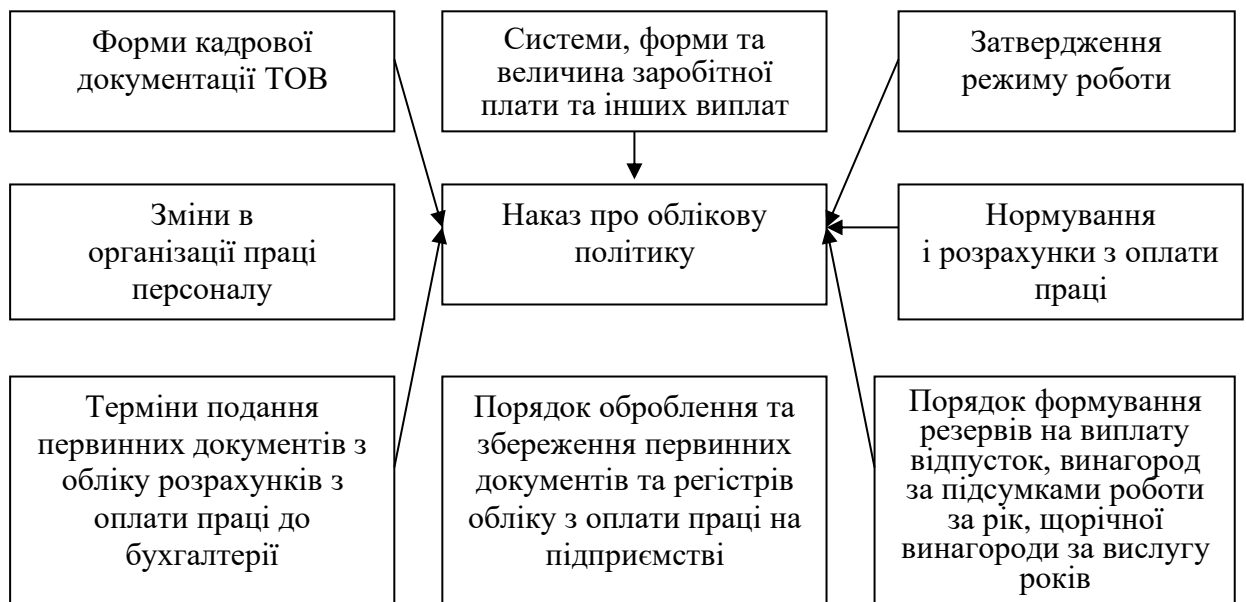 Форми кадрової
документації ТОВ
Системи, форми та
величина заробітної
плати та інших виплат
Затвердження
режиму роботи
Зміни в
організації праці
персоналу
Наказ про облікову
політику
Нормування
і розрахунки з оплати
праці
Терміни подання
первинних документів з
обліку розрахунків з
оплати праці до
бухгалтерії
Порядок оброблення та
збереження первинних
документів та регістрів
обліку з оплати праці на
підприємстві
Порядок формування
резервів на виплату
відпусток, винагород
за підсумками роботи
за рік, щорічної
винагороди за вислугу
років